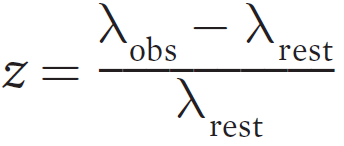 z = (λ_obs − λ_rest) / λ_rest